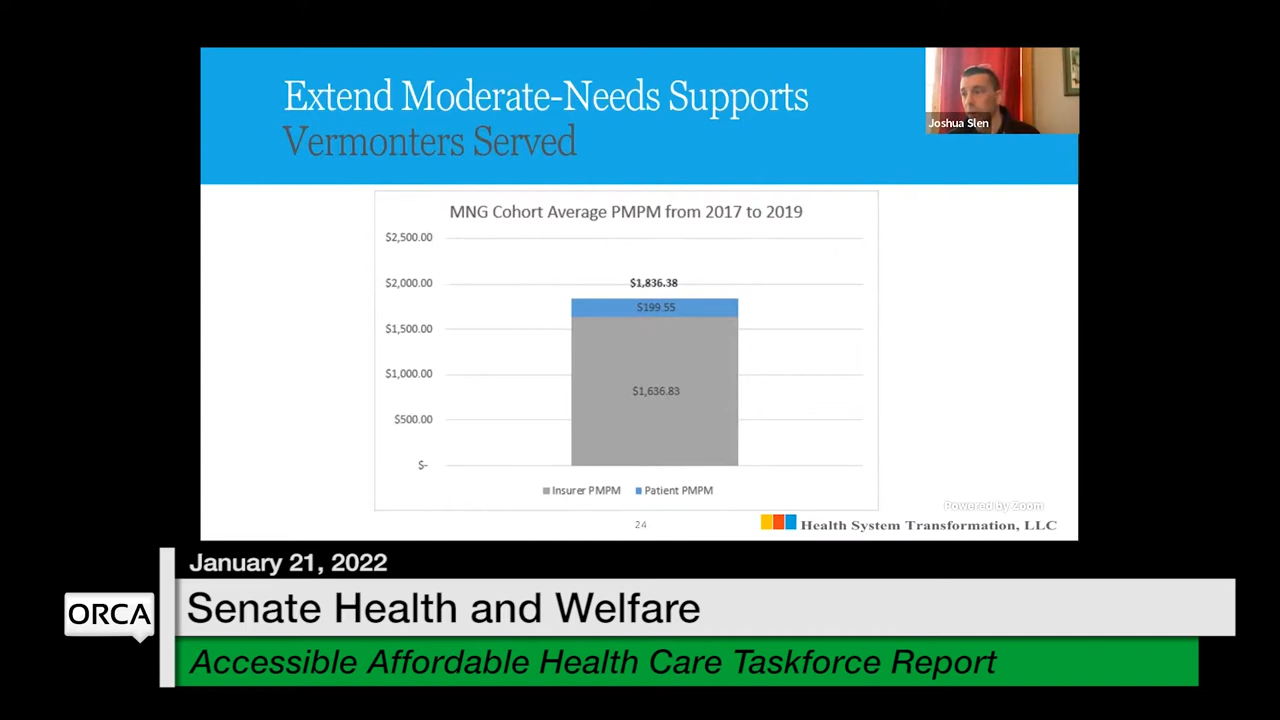 Extend Moderate-Needs Supports
Vermonters Served
Joshua Slen
MNG Cohort Average PMPM from 2017 to 2019
$2,500.00
$2,000.00
$1,836.38
$199.55
$1,500.00
$1,000.00
$1,636.83
$500.00
$-
Insurer PMPM Patient PMPM
Powered by Zoom
24
Health System Transformation, LLC
January 21, 2022
ORCA
Senate Health and Welfare
Accessible Affordable Health Care Taskforce Report